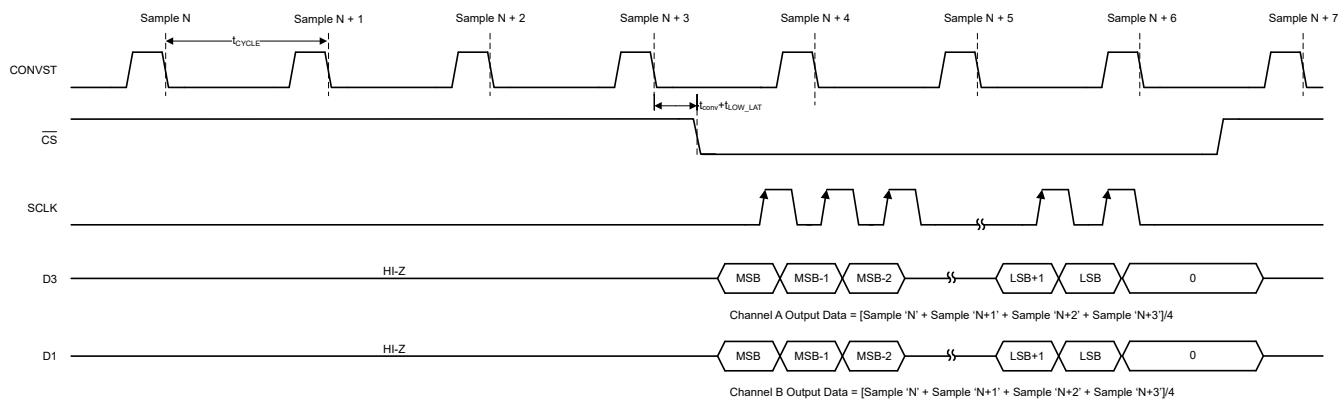 Sample N
Sample N + 1
Sample N + 2
Sample N + 3
Sample N + 4
Sample N + 5
Sample N + 6
Sample N + 7
tCYCLE
CONVST
tconv+tLOW_LAT
CS
SCLK
D3
HI-Z
MSB
MSB-1
MSB-2
LSB+1
LSB
0
Channel A Output Data = [Sample ‘N’ + Sample ‘N+1’ + Sample ‘N+2’ + Sample ‘N+3’]/4
D1
HI-Z
MSB
MSB-1
MSB-2
LSB+1
LSB
0
Channel B Output Data = [Sample ‘N’ + Sample ‘N+1’ + Sample ‘N+2’ + Sample ‘N+3’]/4